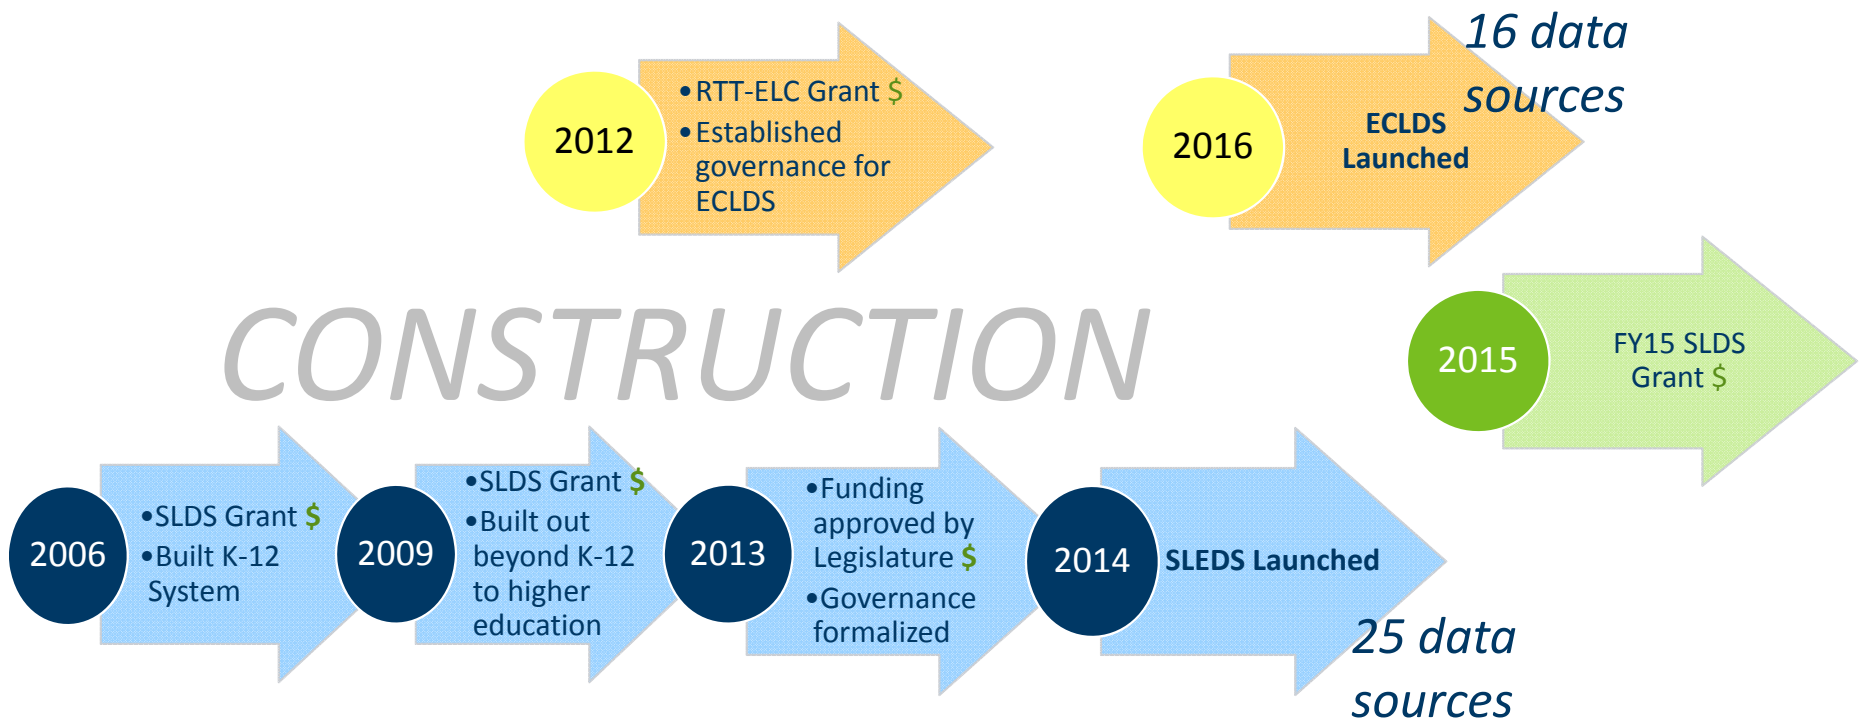 2012
•RTT-ELC Grant $
•Established
governance for
ECLDS
2016
ECLDS
Launched
16 data
sources
CONSTRUCTION
2015
FY15 SLDS
Grant $
2006
•SLDS Grant $
•Built K-12
System
2009
•SLDS Grant $
•Built out
beyond K-12
to higher
education
2013
•Funding
approved by
Legislature $
•Governance
formalized
2014
SLEDS Launched
25 data
sources